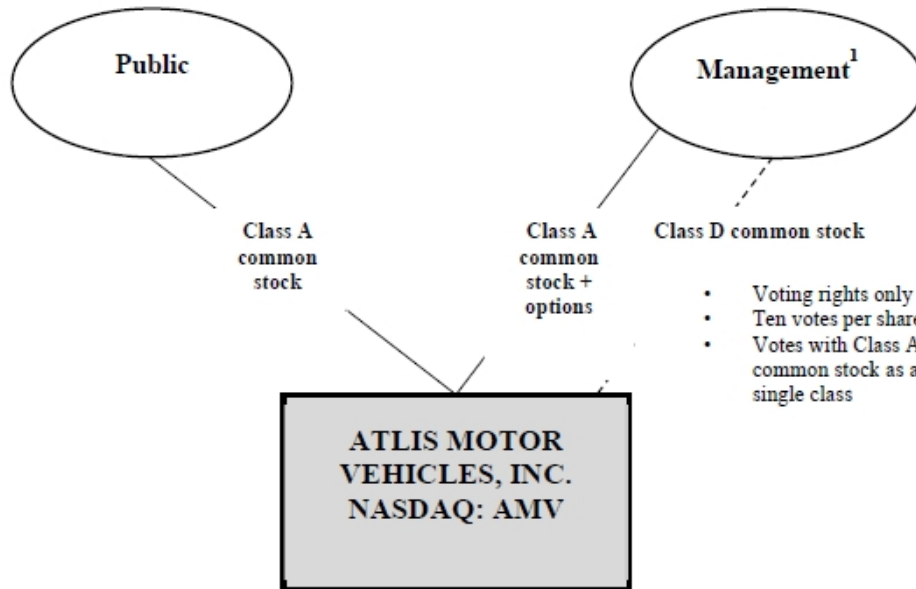 Public
Management1
Class A
common
stock
Class A
common
stock +
options
Class D common stock
• Voting rights only
• Ten votes per share
• Votes with Class A
common stock as a
single class
ATLIS MOTOR
VEHICLES, INC.
NASDAQ: AMV